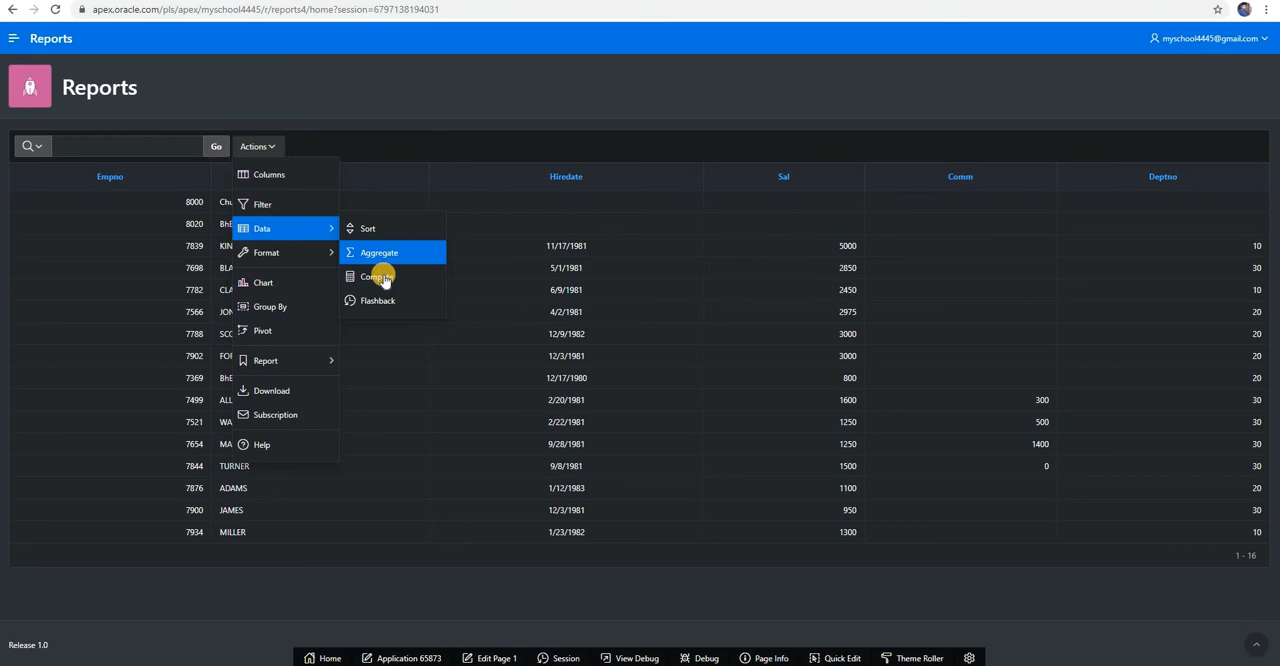 apex.oracle.com/pls/apex/myschool4445/r/reports4/home?session=6797138194031
Reports
myschool4445@gmail.com
Reports
Go
Actions
Empno
Hiredate
Sal
Comm
Deptno
Columns
Filter
Data
Format
Chart
Group By
Pivot
Report
Download
Subscription
Help
Sort
Aggregate
Flashback
8000
8020
7839 11/17/1981 5000 10
7698 5/1/1981 2850 30
7782 6/9/1981 2450 10
7566 4/2/1981 2975 20
7788 12/9/1982 3000 20
7902 12/3/1981 3000 20
7369 12/17/1980 800 20
7499 2/20/1981 1600 300 30
7521 2/22/1981 1250 500 30
7654 9/28/1981 1250 1400 30
7844 TURNER 9/8/1981 1500 0 30
7876 ADAMS 1/12/1983 1100 20
7900 JAMES 12/3/1981 950 30
7934 MILLER 1/23/1982 1300 10
1 - 16
Release 1.0
Home
Application 65873
Edit Page 1
Session
View Debug
Debug
Page Info
Quick Edit
Theme Roller